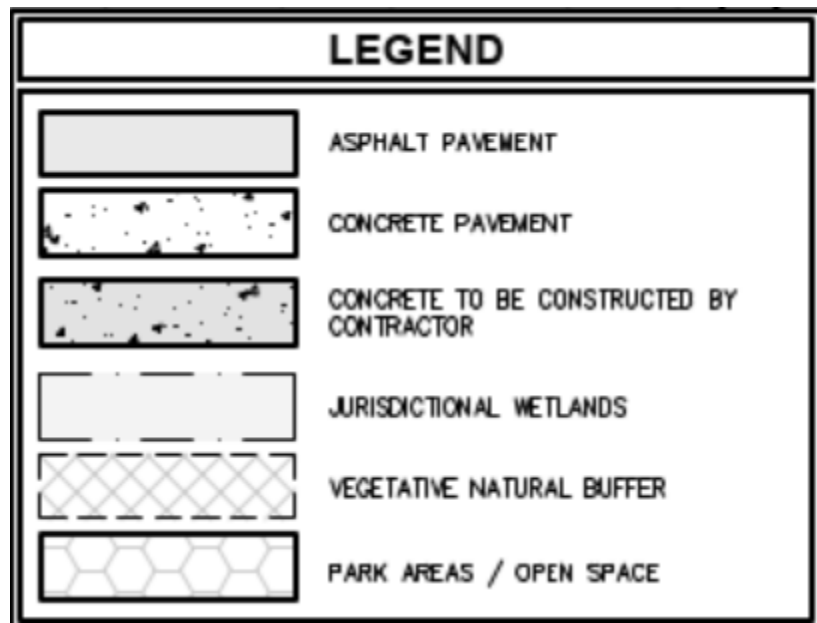 LEGEND
ASPHALT PAVEMENT
CONCRETE PAVEMENT
CONCRETE TO BE CONSTRUCTED BY
CONTRACTOR
JURISDICTIONAL WETLANDS
VEGETATIVE NATURAL BUFFER
PARK AREAS / OPEN SPACE